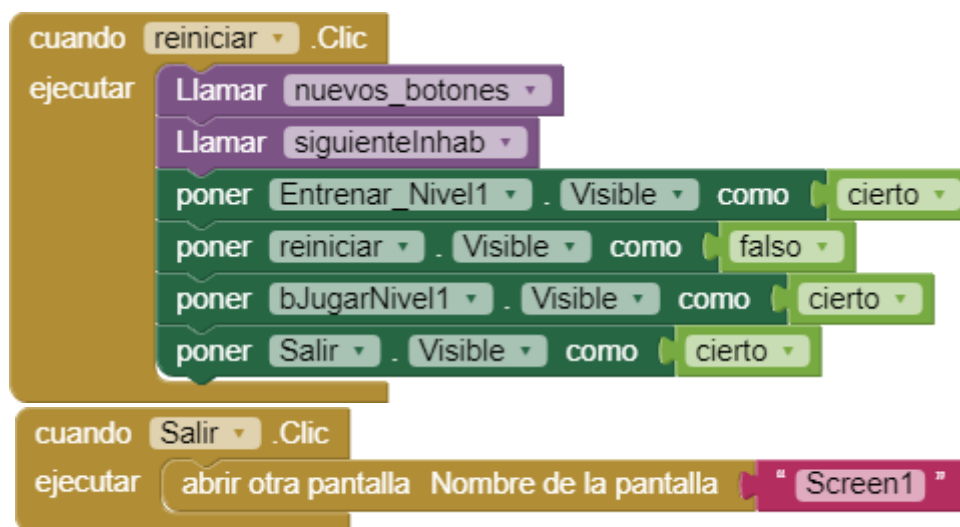 cuando reiniciar .Clic
ejecutar Llamar nuevos_botones
Llamar siguienteInhab
poner Entrenar_Nivel1 . Visible como cierto
poner reiniciar . Visible como falso
poner bJugarNivel1 . Visible como cierto
poner Salir . Visible como cierto
cuando Salir .Clic
ejecutar abrir otra pantalla Nombre de la pantalla “ Screen1 ”